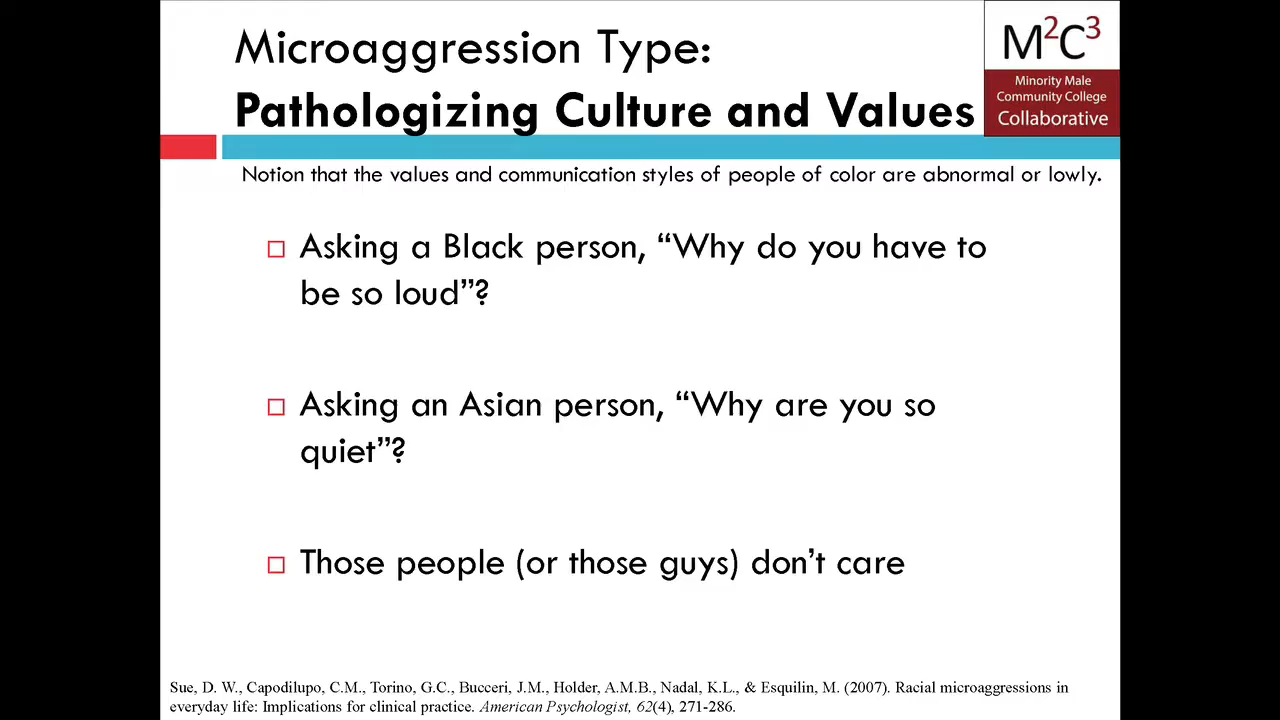 Microaggression Type:
Pathologizing Culture and Values
M²C³
Minority Male
Community College
Collaborative
Notion that the values and communication styles of people of color are abnormal or lowly.
Asking a Black person, “Why do you have to
be so loud”?
Asking an Asian person, “Why are you so
quiet”?
Those people (or those guys) don’t care
Sue, D. W., Capodilupo, C.M., Torino, G.C., Bucceri, J.M., Holder, A.M.B., Nadal, K.L., & Esquilin, M. (2007). Racial microaggressions in
everyday life: Implications for clinical practice. American Psychologist, 62(4), 271-286.